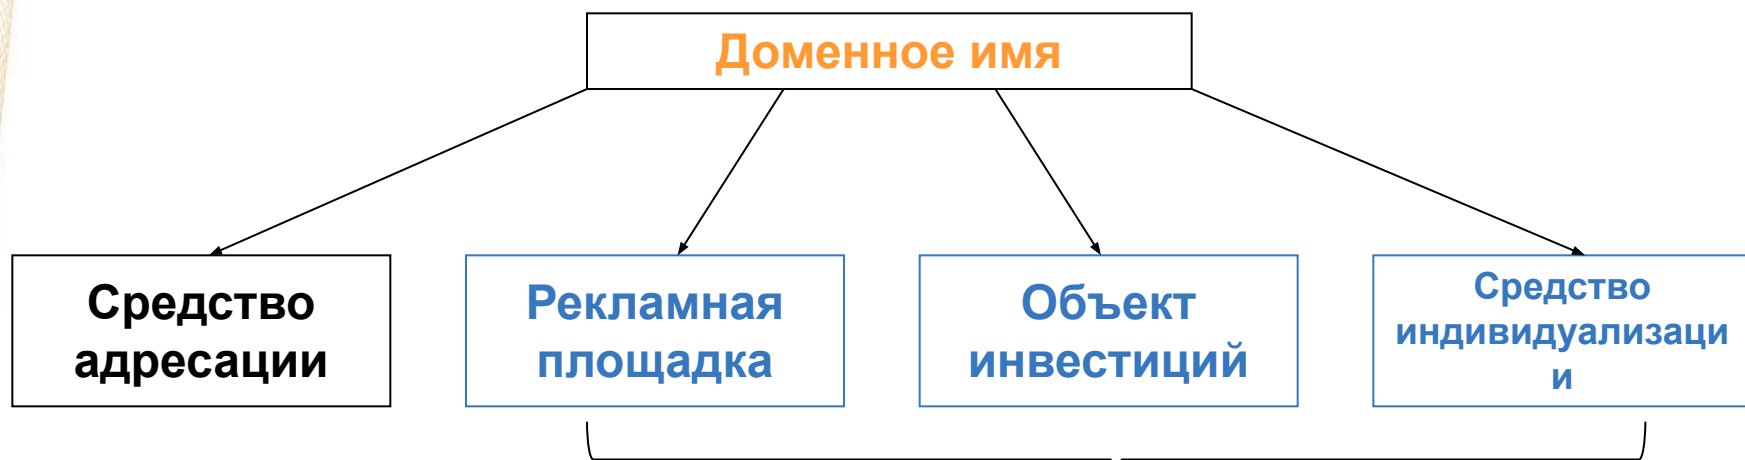 Доменное имя
Средство
адресации
Рекламная
площадка
Объект
инвестиций
Средство
индивидуализаци
и